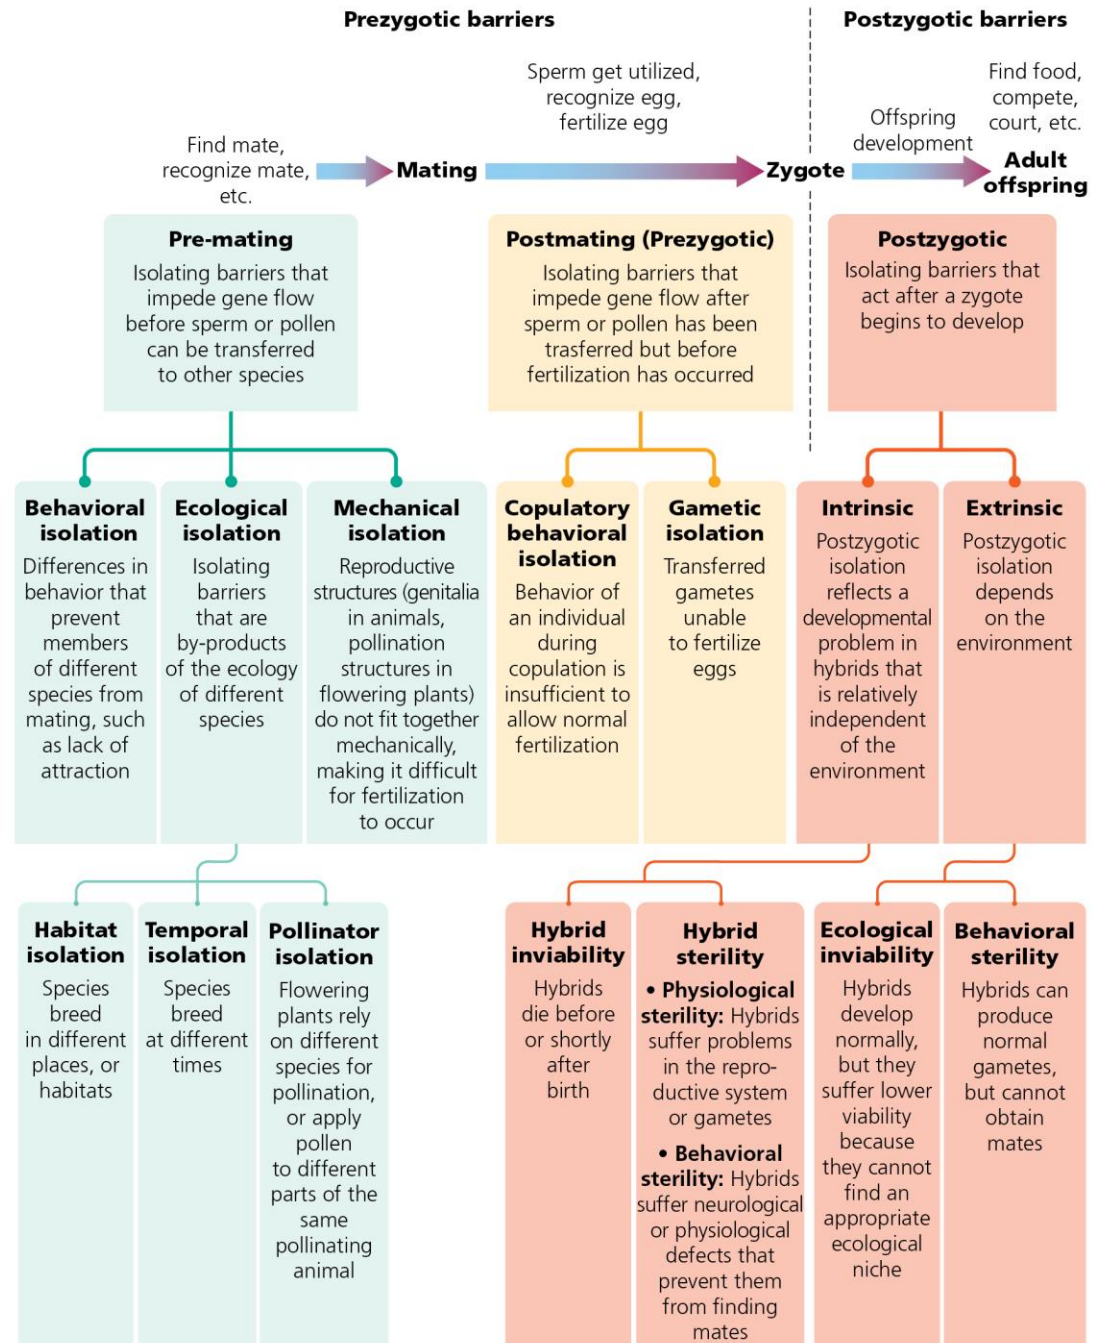 Prezygotic barriers
Postzygotic barriers
Find mate,
recognize mate,
etc.
Mating
Sperm get utilized,
recognize egg,
fertilize egg
Zygote
Offspring
development
Find food,
compete,
court, etc.
Adult
offspring
Pre-mating
Isolating barriers that
impede gene flow
before sperm or pollen
can be transferred
to other species
Postmating (Prezygotic)
Isolating barriers that
impede gene flow after
sperm or pollen has been
trasferred but before
fertilization has occurred
Postzygotic
Isolating barriers that
act after a zygote
begins to develop
Behavioral
isolation
Differences in
behavior that
prevent
members
of different
species from
mating, such
as lack of
attraction
Ecological
isolation
Isolating
barriers
that are
by-products
of the ecology
of different
species
Mechanical
isolation
Reproductive
structures (genitalia
in animals,
pollination
structures in
flowering plants)
do not fit together
mechanically,
making it difficult
for fertilization
to occur
Copulatory
behavioral
isolation
Behavior of
an individual
during
copulation is
insufficient to
allow normal
fertilization
Gametic
isolation
Transferred
gametes
unable
to fertilize
eggs
Intrinsic
Postzygotic
isolation
reflects a
developmental
problem in
hybrids that
is relatively
independent
of the
environment
Extrinsic
Postzygotic
isolation
depends
on the
environment
Habitat
isolation
Species
breed
in different
places, or
habitats
Temporal
isolation
Species
breed
at different
times
Pollinator
isolation
Flowering
plants rely
on different
species for
pollination,
or apply
pollen
to different
parts of the
same
pollinating
animal
Hybrid
inviability
Hybrids
die before
or shortly
after
birth
Hybrid
sterility
• Physiological
sterility: Hybrids
suffer problems
in the repro-
ductive system
or gametes
• Behavioral
sterility: Hybrids
suffer neurological
or physiological
defects that
prevent them
from finding
mates
Ecological
inviability
Hybrids
develop
normally,
but they
suffer lower
viability
because
they cannot
find an
appropriate
ecological
niche
Behavioral
sterility
Hybrids can
produce
normal
gametes,
but cannot
obtain
mates